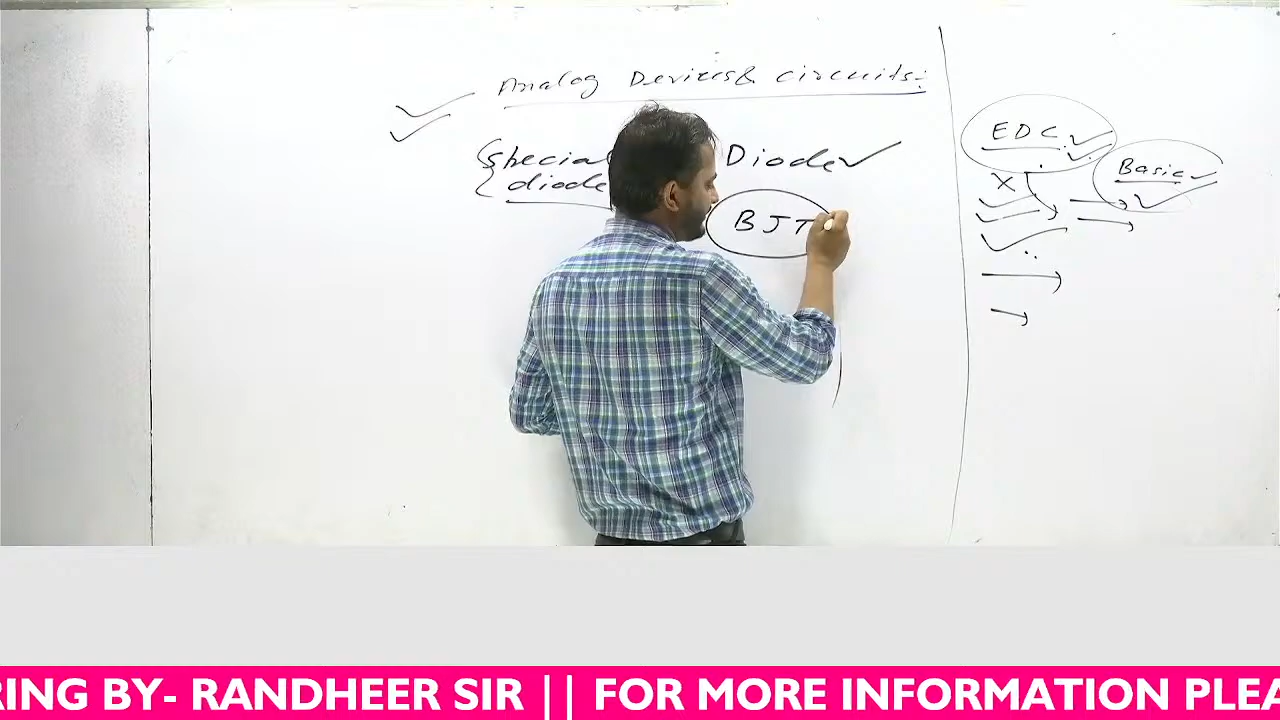 Analog Devices & Circuits:
Special Diode
diode
BJT
EDC
Basic
RING BY- RANDHEER SIR || FOR MORE INFORMATION PLEA